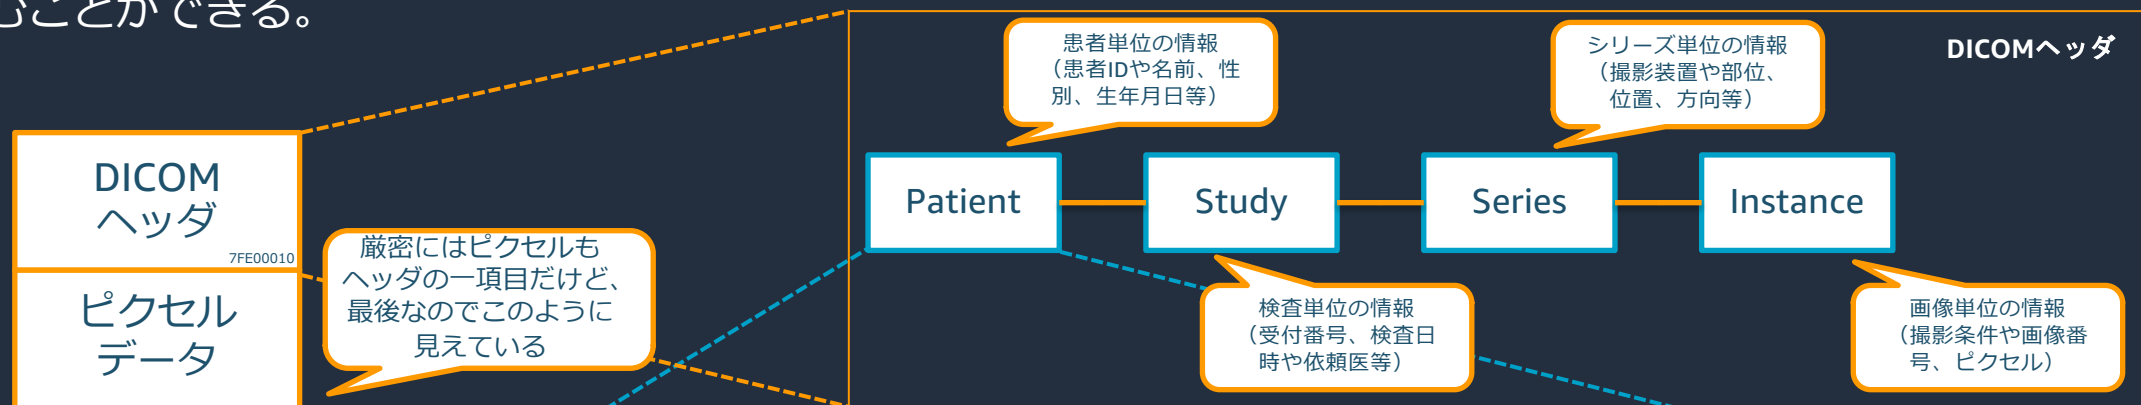 むことができる。
DICOMヘッダ
患者単位の情報
（患者IDや名前、性
別、生年月日等）
シリーズ単位の情報
（撮影装置や部位、
位置、方向等）
Patient
Study
Series
Instance
検査単位の情報
（受付番号、検査日
時や依頼医等）
画像単位の情報
（撮影条件や画像番
号、ピクセル）
DICOM
ヘッダ
7FE00010
ピクセル
データ
厳密にはピクセルも
ヘッダの一項目だけど、
最後なのでこのように
見えている